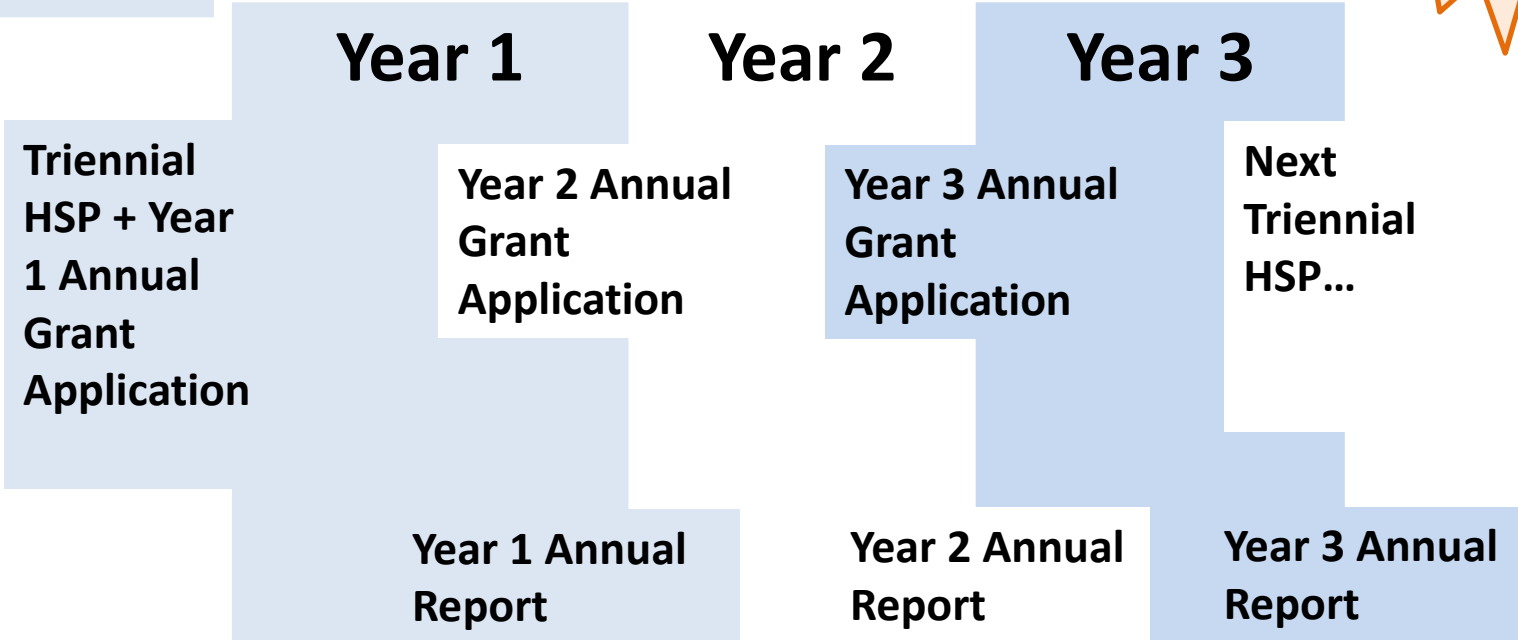 Year 1
Year 2
Year 3
Triennial
HSP + Year
1 Annual
Grant
Application
Year 2 Annual
Grant
Application
Year 3 Annual
Grant
Application
Next
Triennial
HSP…
Year 1 Annual
Report
Year 2 Annual
Report
Year 3 Annual
Report